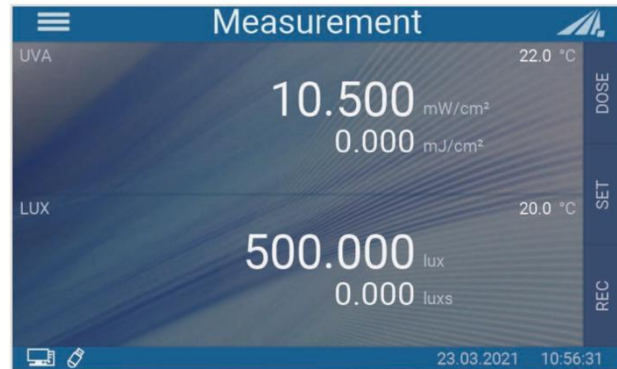 Measurement
UVA 22.0 °C
10.500 mW/cm²
0.000 mJ/cm²
DOSE
SET
LUX 20.0 °C
500.000 lux
0.000 luxs
REC
23.03.2021 10:56:31